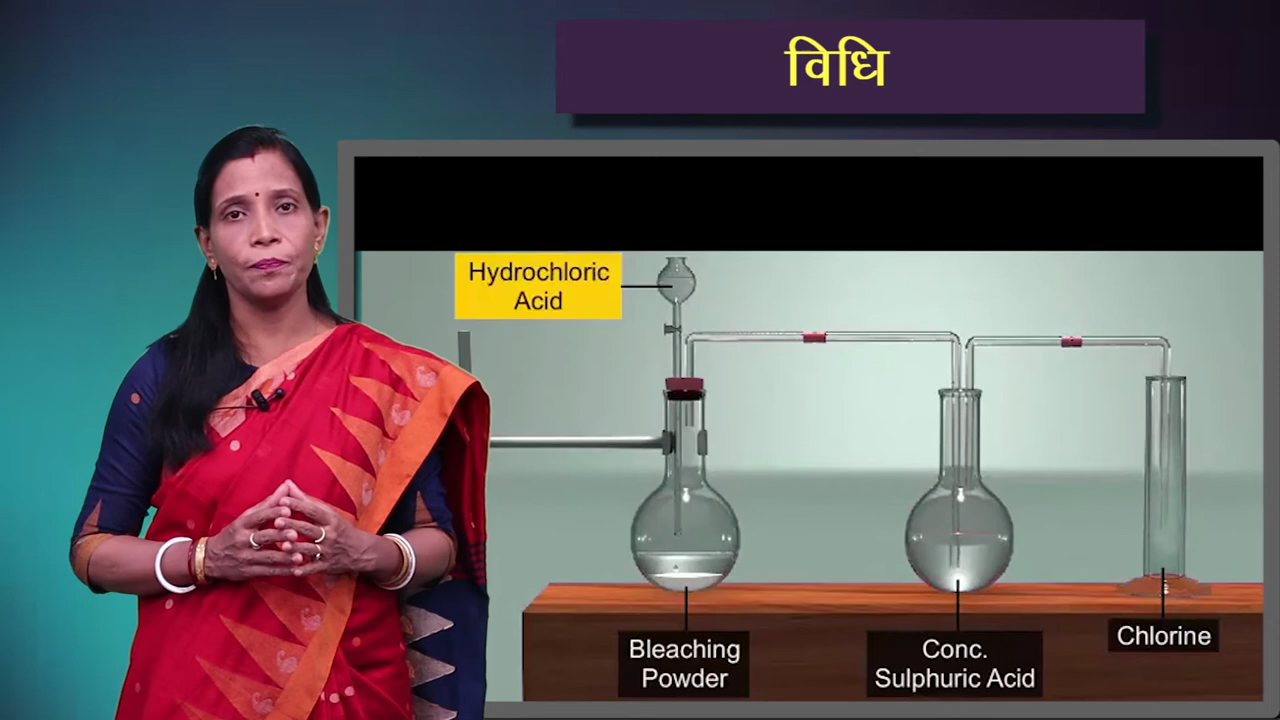 विधि
Hydrochloric
Acid
Bleaching
Powder
Conc.
Sulphuric Acid
Chlorine